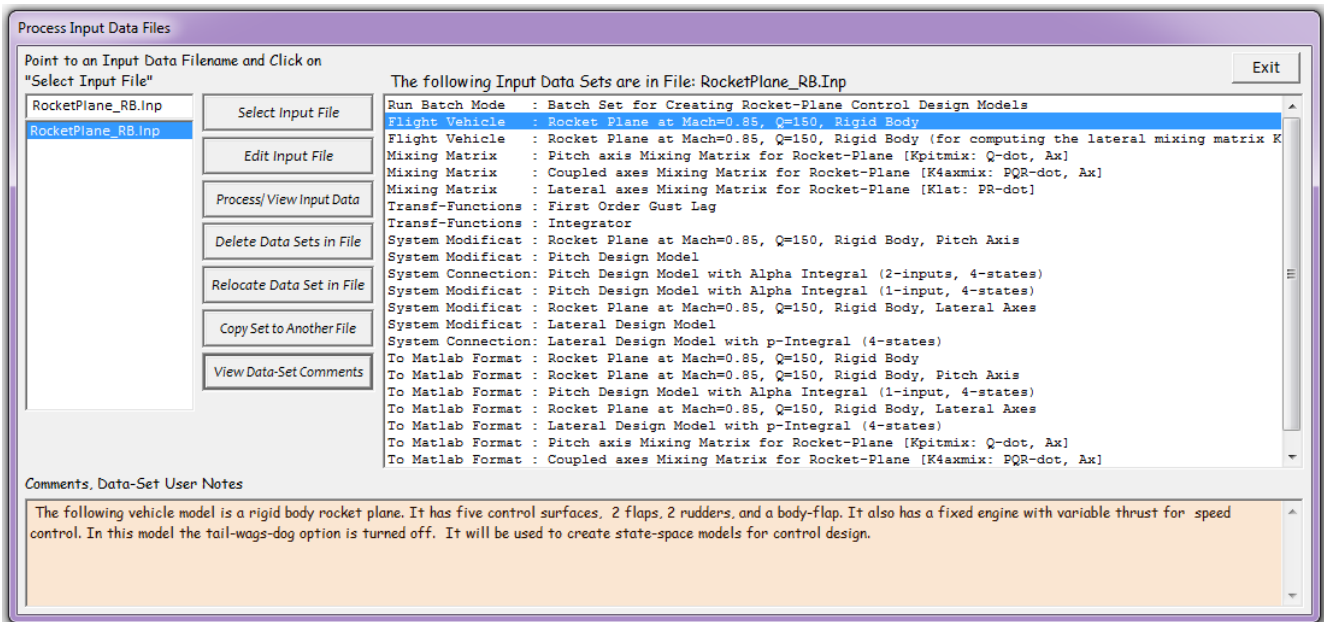 Process Input Data Files
Point to an Input Data Filename and Click on
"Select Input File"
The following Input Data Sets are in File: RocketPlane_RB.Inp
Exit
RocketPlane_RB.Inp
RocketPlane_RB.Inp
Select Input File
Edit Input File
Process/ View Input Data
Delete Data Sets in File
Relocate Data Set in File
Copy Set to Another File
View Data-Set Comments
Run Batch Mode : Batch Set for Creating Rocket-Plane Control Design Models
Flight Vehicle : Rocket Plane at Mach=0.85, Q=150, Rigid Body
Flight Vehicle : Rocket Plane at Mach=0.85, Q=150, Rigid Body (for computing the lateral mixing matrix K
Mixing Matrix : Pitch axis Mixing Matrix for Rocket-Plane [Kpitmix: Q-dot, Ax]
Mixing Matrix : Coupled axes Mixing Matrix for Rocket-Plane [K4axmix: PQR-dot, Ax]
Mixing Matrix : Lateral axes Mixing Matrix for Rocket-Plane [Klat: PR-dot]
Transf-Functions : First Order Gust Lag
Transf-Functions : Integrator
System Modificat : Rocket Plane at Mach=0.85, Q=150, Rigid Body, Pitch Axis
System Modificat : Pitch Design Model
System Connection: Pitch Design Model with Alpha Integral (2-inputs, 4-states)
System Modificat : Pitch Design Model with Alpha Integral (1-input, 4-states)
System Modificat : Rocket Plane at Mach=0.85, Q=150, Rigid Body, Lateral Axes
System Modificat : Lateral Design Model
System Connection: Lateral Design Model with p-Integral (4-states)
To Matlab Format : Rocket Plane at Mach=0.85, Q=150, Rigid Body
To Matlab Format : Rocket Plane at Mach=0.85, Q=150, Rigid Body, Pitch Axis
To Matlab Format : Pitch Design Model with Alpha Integral (1-input, 4-states)
To Matlab Format : Rocket Plane at Mach=0.85, Q=150, Rigid Body, Lateral Axes
To Matlab Format : Lateral Design Model with p-Integral (4-states)
To Matlab Format : Pitch axis Mixing Matrix for Rocket-Plane [Kpitmix: Q-dot, Ax]
To Matlab Format : Coupled axes Mixing Matrix for Rocket-Plane [K4axmix: PQR-dot, Ax]
Comments, Data-Set User Notes
The following vehicle model is a rigid body rocket plane. It has five control surfaces, 2 flaps, 2 rudders, and a body-flap. It also has a fixed engine with variable thrust for speed
control. In this model the tail-wags-dog option is turned off. It will be used to create state-space models for control design.